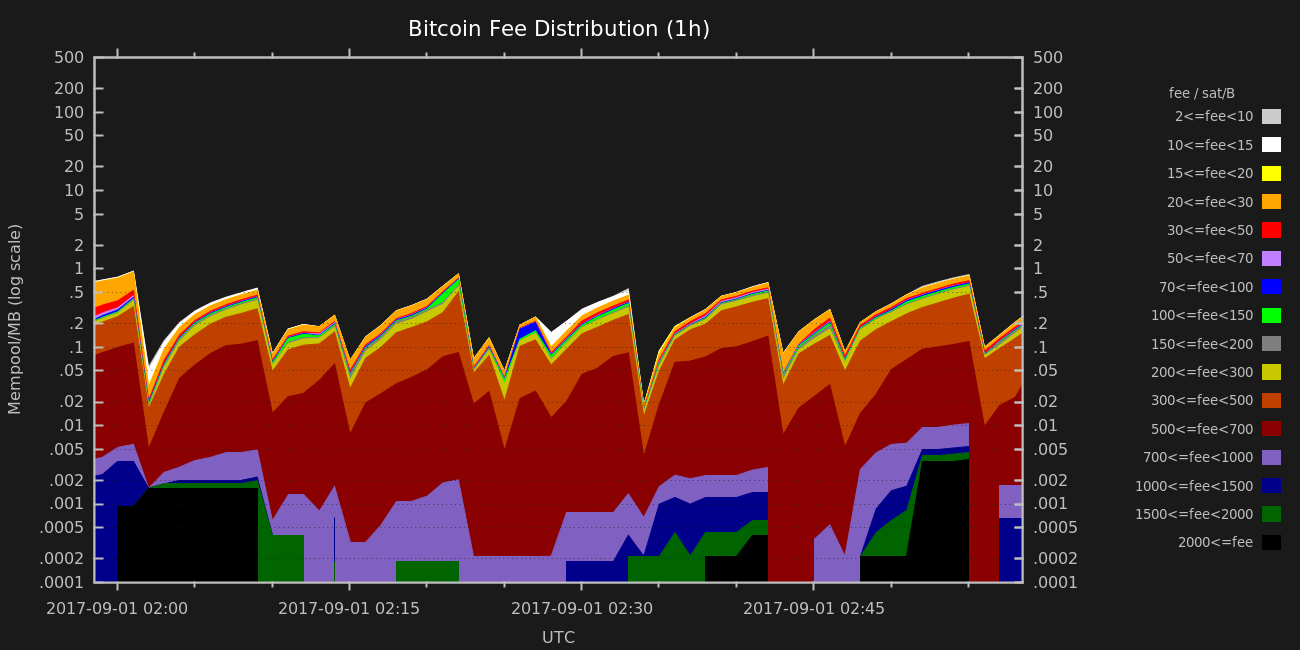 Bitcoin Fee Distribution (1h)
Mempool/MB (log scale)
500
200
100
50
20
10
5
2
1
.5
.2
.1
.05
.02
.01
.005
.002
.001
.0005
.0002
.0001
500
200
100
50
20
10
5
2
1
.5
.2
.1
.05
.02
.01
.005
.002
.001
.0005
.0002
.0001
2017-09-01 02:00
2017-09-01 02:15
2017-09-01 02:30
2017-09-01 02:45
UTC
fee / sat/B
2<=fee<10
10<=fee<15
15<=fee<20
20<=fee<30
30<=fee<50
50<=fee<70
70<=fee<100
100<=fee<150
150<=fee<200
200<=fee<300
300<=fee<500
500<=fee<700
700<=fee<1000
1000<=fee<1500
1500<=fee<2000
2000<=fee